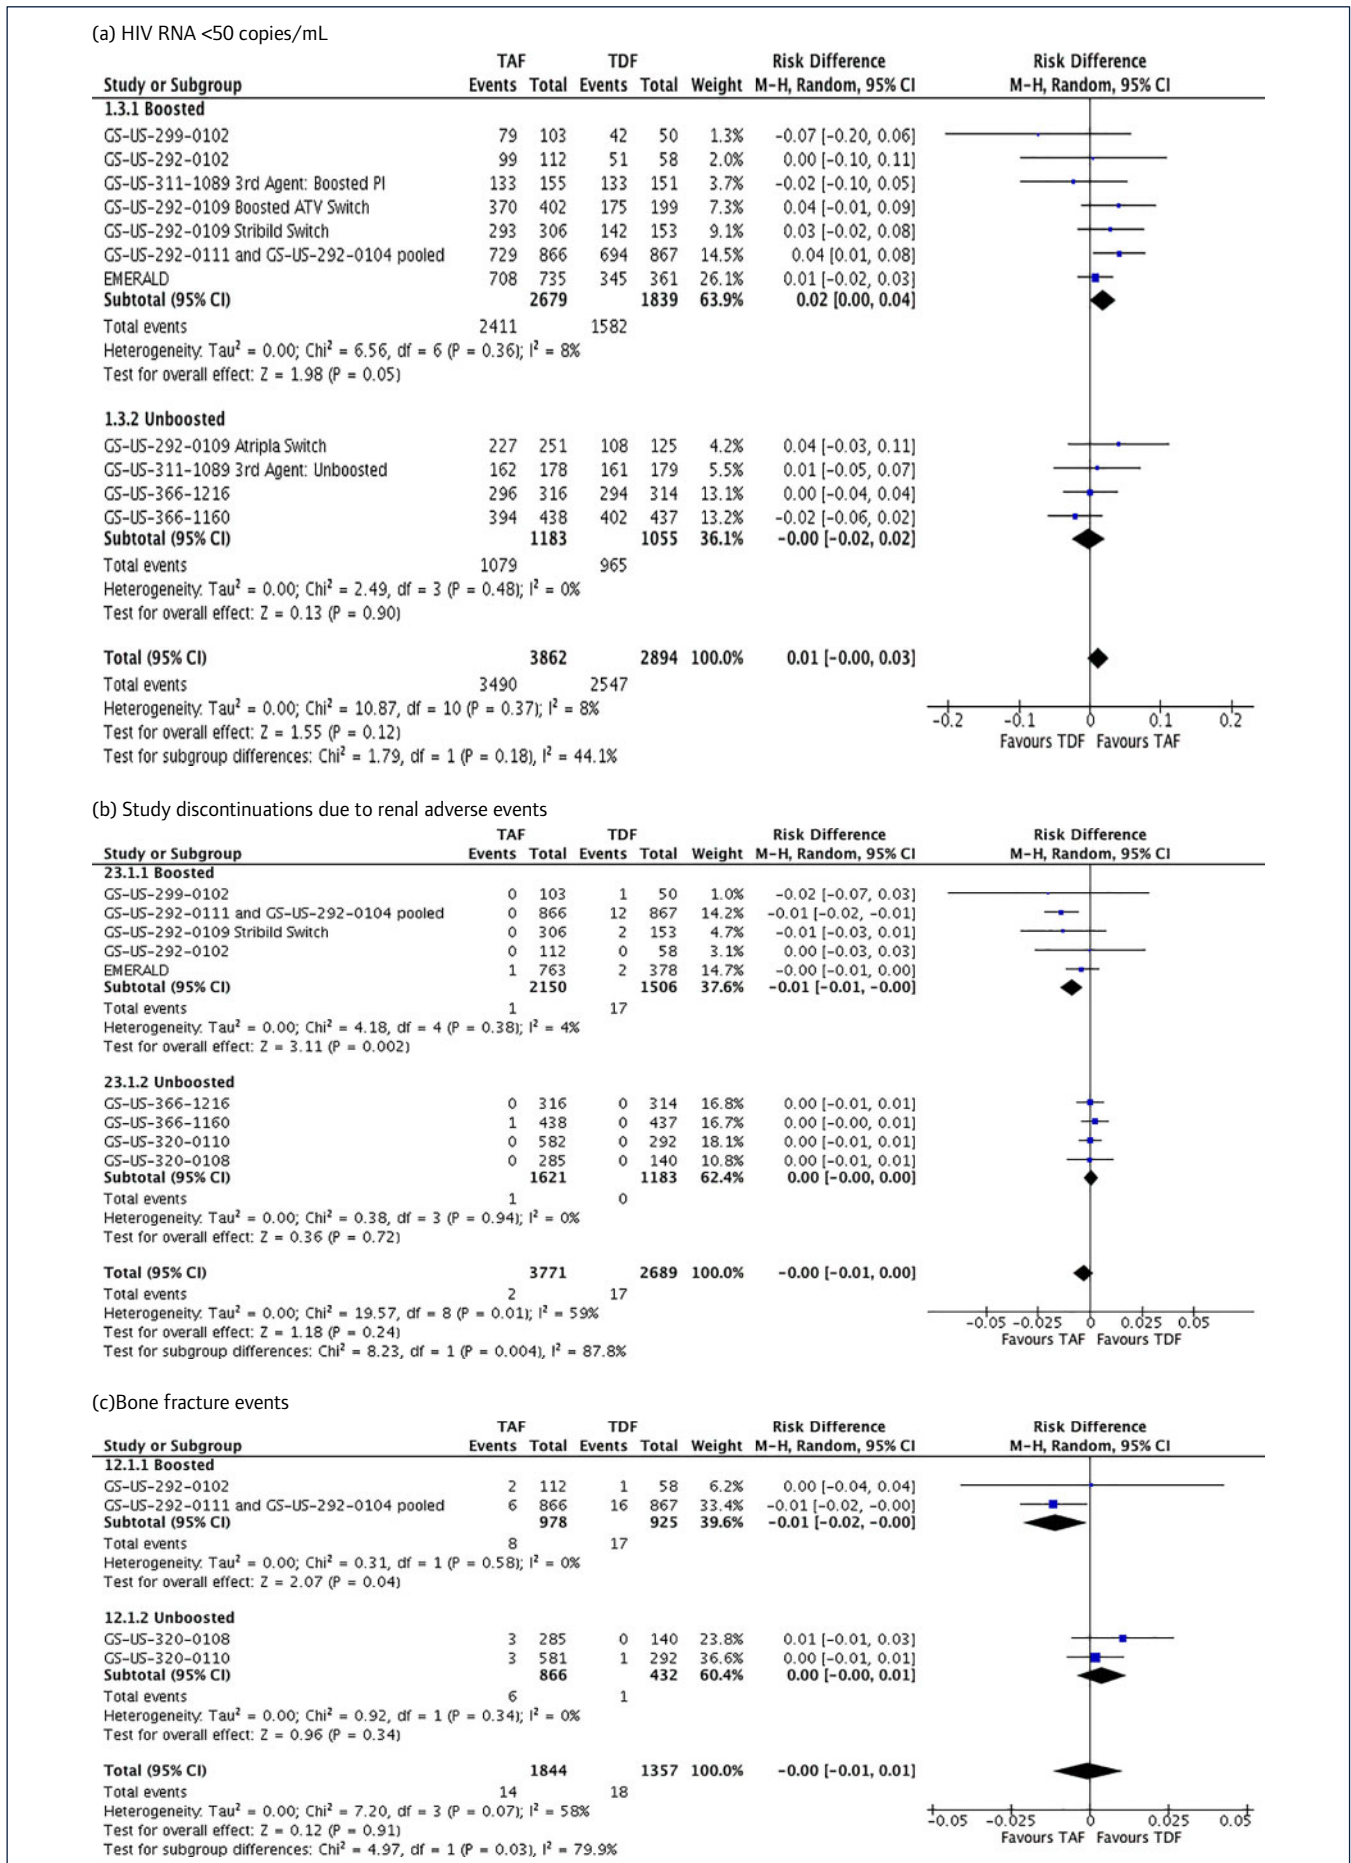 (a) HIV RNA <50 copies/mL
TAF TDF Risk Difference Risk Difference
Study or Subgroup Events Total Events Total Weight M-H, Random, 95% CI M-H, Random, 95% CI
1.3.1 Boosted
GS-US-299-0102 79 103 42 50 1.3% -0.07 [-0.20, 0.06]
GS-US-292-0102 99 112 51 58 2.0% 0.00 [-0.10, 0.11]
GS-US-311-1089 3rd Agent: Boosted PI 133 155 133 151 3.7% -0.02 [-0.10, 0.05]
GS-US-292-0109 Boosted ATV Switch 370 402 175 199 7.3% 0.04 [-0.01, 0.09]
GS-US-292-0109 Stribild Switch 293 306 142 153 9.1% 0.03 [-0.02, 0.08]
GS-US-292-0111 and GS-US-292-0104 pooled 729 866 694 867 14.5% 0.04 [0.01, 0.08]
EMERALD 708 735 345 361 26.1% 0.01 [-0.02, 0.03]
Subtotal (95% CI) 2679 1839 63.9% 0.02 [0.00, 0.04]
Total events 2411 1582
Heterogeneity: Tau² = 0.00; Chi² = 6.56, df = 6 (P = 0.36); I² = 8%
Test for overall effect: Z = 1.98 (P = 0.05)
1.3.2 Unboosted
GS-US-292-0109 Atripla Switch 227 251 108 125 4.2% 0.04 [-0.03, 0.11]
GS-US-311-1089 3rd Agent: Unboosted 162 178 161 179 5.5% 0.01 [-0.05, 0.07]
GS-US-366-1216 296 316 294 314 13.1% 0.00 [-0.04, 0.04]
GS-US-366-1160 394 438 402 437 13.2% -0.02 [-0.06, 0.02]
Subtotal (95% CI) 1183 1055 36.1% -0.00 [-0.02, 0.02]
Total events 1079 965
Heterogeneity: Tau² = 0.00; Chi² = 2.49, df = 3 (P = 0.48); I² = 0%
Test for overall effect: Z = 0.13 (P = 0.90)
Total (95% CI) 3862 2894 100.0% 0.01 [-0.00, 0.03]
Total events 3490 2547
Heterogeneity: Tau² = 0.00; Chi² = 10.87, df = 10 (P = 0.37); I² = 8%
Test for overall effect: Z = 1.55 (P = 0.12)
Test for subgroup differences: Chi² = 1.79, df = 1 (P = 0.18), I² = 44.1%
-0.2 -0.1 0 0.1 0.2
Favours TDF Favours TAF
(b) Study discontinuations due to renal adverse events
TAF TDF Risk Difference Risk Difference
Study or Subgroup Events Total Events Total Weight M-H, Random, 95% CI M-H, Random, 95% CI
23.1.1 Boosted
GS-US-299-0102 0 103 1 50 1.0% -0.02 [-0.07, 0.03]
GS-US-292-0111 and GS-US-292-0104 pooled 0 866 12 867 14.2% -0.01 [-0.02, -0.01]
GS-US-292-0109 Stribild Switch 0 306 2 153 4.7% -0.01 [-0.03, 0.01]
GS-US-292-0102 0 112 0 58 3.1% 0.00 [-0.03, 0.03]
EMERALD 1 763 2 378 14.7% -0.00 [-0.01, 0.00]
Subtotal (95% CI) 2150 1506 37.6% -0.01 [-0.01, -0.00]
Total events 1 17
Heterogeneity: Tau² = 0.00; Chi² = 4.18, df = 4 (P = 0.38); I² = 4%
Test for overall effect: Z = 3.11 (P = 0.002)
23.1.2 Unboosted
GS-US-366-1216 0 316 0 314 16.8% 0.00 [-0.01, 0.01]
GS-US-366-1160 1 438 0 437 16.7% 0.00 [-0.00, 0.01]
GS-US-320-0110 0 582 0 292 18.1% 0.00 [-0.01, 0.01]
GS-US-320-0108 0 285 0 140 10.8% 0.00 [-0.01, 0.01]
Subtotal (95% CI) 1621 1183 62.4% 0.00 [-0.00, 0.00]
Total events 1 0
Heterogeneity: Tau² = 0.00; Chi² = 0.38, df = 3 (P = 0.94); I² = 0%
Test for overall effect: Z = 0.36 (P = 0.72)
Total (95% CI) 3771 2689 100.0% -0.00 [-0.01, 0.00]
Total events 2 17
Heterogeneity: Tau² = 0.00; Chi² = 19.57, df = 8 (P = 0.01); I² = 59%
Test for overall effect: Z = 1.18 (P = 0.24)
Test for subgroup differences: Chi² = 8.23, df = 1 (P = 0.004), I² = 87.8%
-0.05 -0.025 0 0.025 0.05
Favours TAF Favours TDF
(c)Bone fracture events
TAF TDF Risk Difference Risk Difference
Study or Subgroup Events Total Events Total Weight M-H, Random, 95% CI M-H, Random, 95% CI
12.1.1 Boosted
GS-US-292-0102 2 112 1 58 6.2% 0.00 [-0.04, 0.04]
GS-US-292-0111 and GS-US-292-0104 pooled 6 866 16 867 33.4% -0.01 [-0.02, -0.00]
Subtotal (95% CI) 978 925 39.6% -0.01 [-0.02, -0.00]
Total events 8 17
Heterogeneity: Tau² = 0.00; Chi² = 0.31, df = 1 (P = 0.58); I² = 0%
Test for overall effect: Z = 2.07 (P = 0.04)
12.1.2 Unboosted
GS-US-320-0108 3 285 0 140 23.8% 0.01 [-0.01, 0.03]
GS-US-320-0110 3 581 1 292 36.6% 0.00 [-0.01, 0.01]
Subtotal (95% CI) 866 432 60.4% 0.00 [-0.00, 0.01]
Total events 6 1
Heterogeneity: Tau² = 0.00; Chi² = 0.92, df = 1 (P = 0.34); I² = 0%
Test for overall effect: Z = 0.96 (P = 0.34)
Total (95% CI) 1844 1357 100.0% -0.00 [-0.01, 0.01]
Total events 14 18
Heterogeneity: Tau² = 0.00; Chi² = 7.20, df = 3 (P = 0.07); I² = 58%
Test for overall effect: Z = 0.12 (P = 0.91)
Test for subgroup differences: Chi² = 4.97, df = 1 (P = 0.03), I² = 79.9%
-0.05 -0.025 0 0.025 0.05
Favours TAF Favours TDF